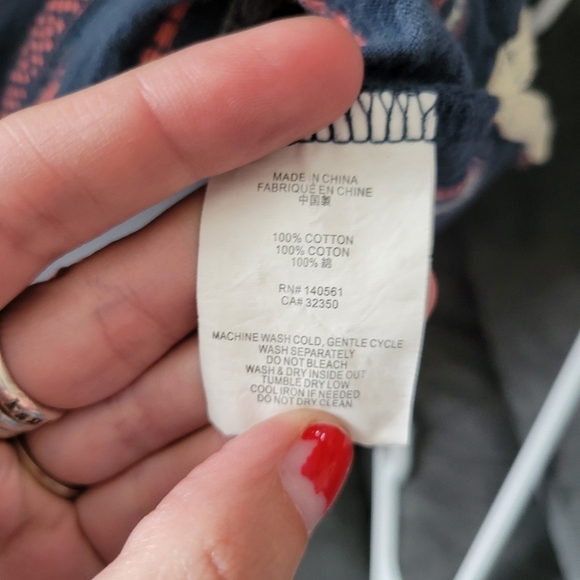 MADE IN CHINA
FABRIQUÉ EN CHINE
中国製
100% COTTON
100% COTON
100% 綿
RN# 140561
CA# 32350
MACHINE WASH COLD, GENTLE CYCLE
WASH SEPARATELY
DO NOT BLEACH
WASH & DRY INSIDE OUT
TUMBLE DRY LOW
COOL IRON IF NEEDED
DO NOT DRY CLEAN